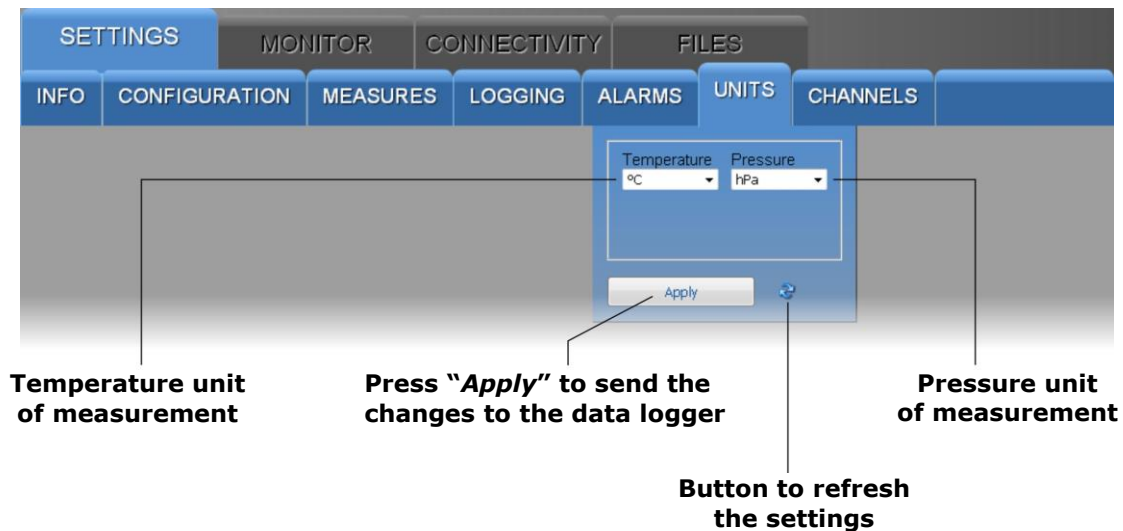 SETTINGS MONITOR CONNECTIVITY FILES
INFO CONFIGURATION MEASURES LOGGING ALARMS UNITS CHANNELS
Temperature Pressure
ºC hPa
Apply
Temperature unit
of measurement
Press “Apply” to send the
changes to the data logger
Pressure unit
of measurement
Button to refresh
the settings